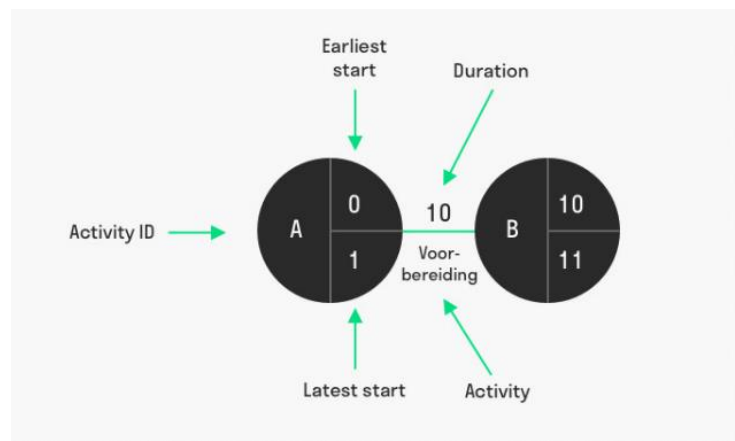 Earliest
start
Duration
Activity ID
A
0
1
10
Voor-
bereiding
B
10
11
Latest start
Activity